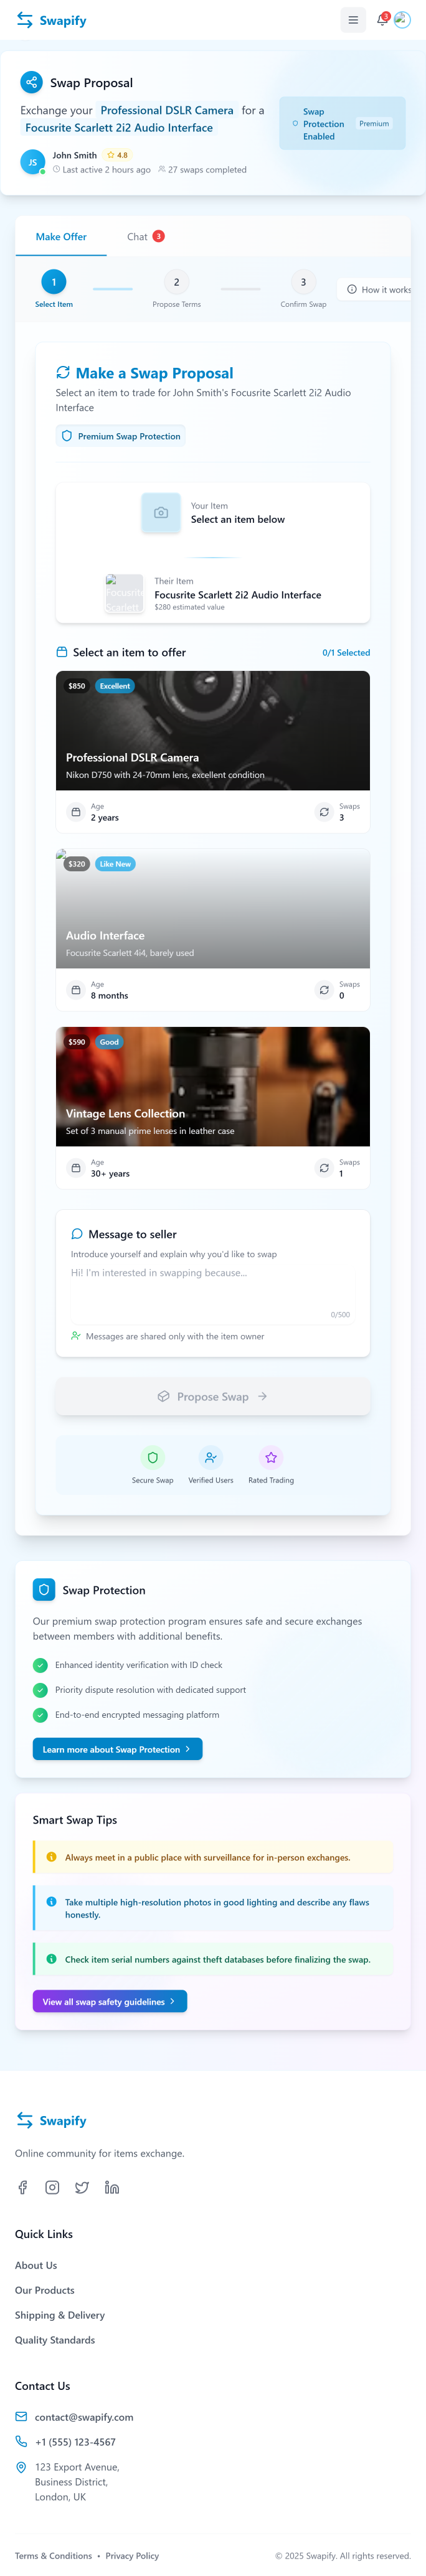 Swapify
3
Swap Proposal
Exchange your Professional DSLR Camera for a
Focusrite Scarlett 2i2 Audio Interface
JS
John Smith
4.8
Last active 2 hours ago
27 swaps completed
Swap
Protection
Enabled
Premium
Make Offer
Chat
3
1
Select Item
2
Propose Terms
3
Confirm Swap
How it works
Make a Swap Proposal
Select an item to trade for John Smith's Focusrite Scarlett 2i2 Audio
Interface
Premium Swap Protection
Your Item
Select an item below
Focusrite
Scarlett
Their Item
Focusrite Scarlett 2i2 Audio Interface
$280 estimated value
Select an item to offer
0/1 Selected
$850
Excellent
Professional DSLR Camera
Nikon D750 with 24-70mm lens, excellent condition
Age
2 years
Swaps
3
$320
Like New
Audio Interface
Focusrite Scarlett 4i4, barely used
Age
8 months
Swaps
0
$590
Good
Vintage Lens Collection
Set of 3 manual prime lenses in leather case
Age
30+ years
Swaps
1
Message to seller
Introduce yourself and explain why you'd like to swap
Hi! I'm interested in swapping because...
0/500
Messages are shared only with the item owner
Propose Swap
Secure Swap
Verified Users
Rated Trading
Swap Protection
Our premium swap protection program ensures safe and secure exchanges
between members with additional benefits.
Enhanced identity verification with ID check
Priority dispute resolution with dedicated support
End-to-end encrypted messaging platform
Learn more about Swap Protection
Smart Swap Tips
Always meet in a public place with surveillance for in-person exchanges.
Take multiple high-resolution photos in good lighting and describe any flaws
honestly.
Check item serial numbers against theft databases before finalizing the swap.
View all swap safety guidelines
Swapify
Online community for items exchange.
Quick Links
About Us
Our Products
Shipping & Delivery
Quality Standards
Contact Us
contact@swapify.com
+1 (555) 123-4567
123 Export Avenue,
Business District,
London, UK
Terms & Conditions • Privacy Policy
© 2025 Swapify. All rights reserved.